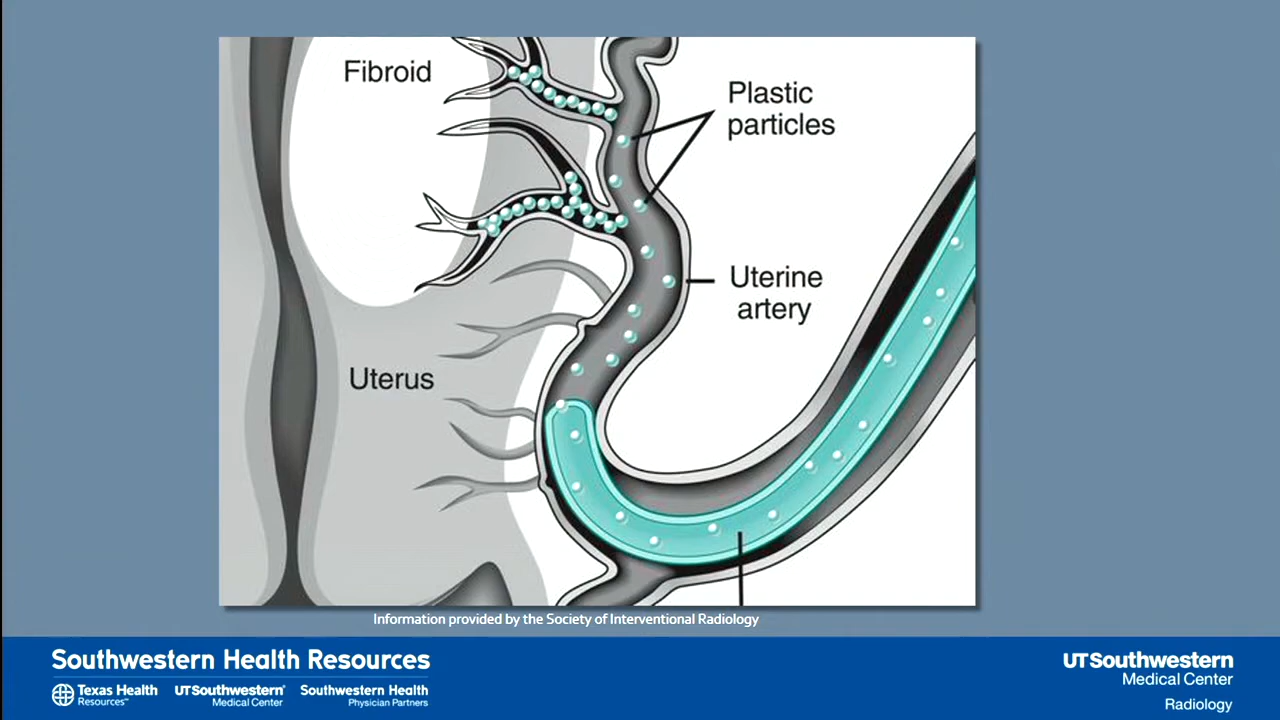 Fibroid
Plastic
particles
Uterine
artery
Uterus
Information provided by the Society of Interventional Radiology
Southwestern Health Resources
Texas Health
Resources℠
UTSouthwestern®
Medical Center
Southwestern Health
Physician Partners
UTSouthwestern
Medical Center
Radiology